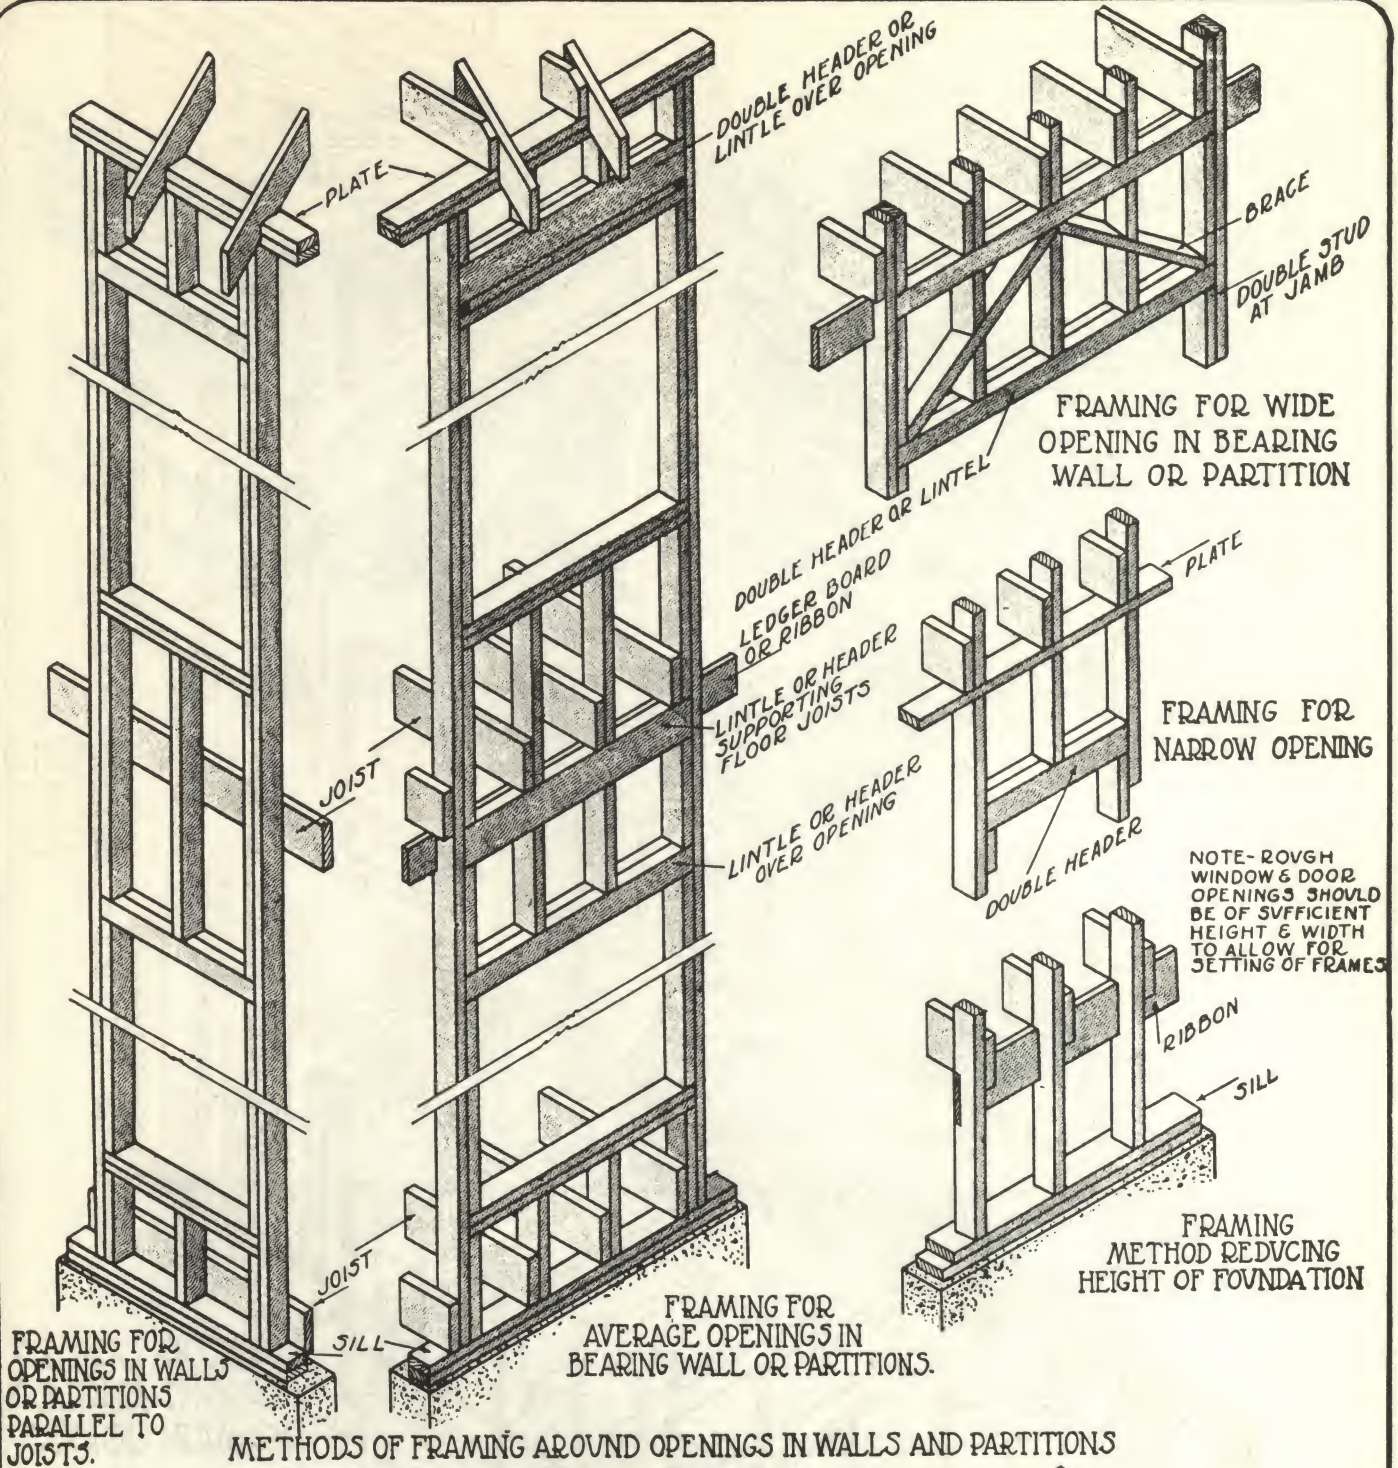 DOUBLE HEADER OR
LINTLE OVER OPENING
PLATE
BRACE
DOUBLE STUD
AT JAMB
FRAMING FOR WIDE
OPENING IN BEARING
WALL OR PARTITION
DOUBLE HEADER OR LINTEL
LEDGER BOARD
OR RIBBON
PLATE
LINTLE OR HEADER
SUPPORTING
FLOOR JOISTS
FRAMING FOR
NARROW OPENING
JOIST
LINTLE OR HEADER
OVER OPENING
DOUBLE HEADER
NOTE- ROUGH
WINDOW & DOOR
OPENINGS SHOULD
BE OF SUFFICIENT
HEIGHT & WIDTH
TO ALLOW FOR
SETTING OF FRAMES
RIBBON
SILL
FRAMING
METHOD REDUCING
HEIGHT OF FOUNDATION
JOIST
SILL
FRAMING FOR
OPENINGS IN WALLS
OR PARTITIONS
PARALLEL TO
JOISTS.
FRAMING FOR
AVERAGE OPENINGS IN
BEARING WALL OR PARTITIONS.
METHODS OF FRAMING AROUND OPENINGS IN WALLS AND PARTITIONS